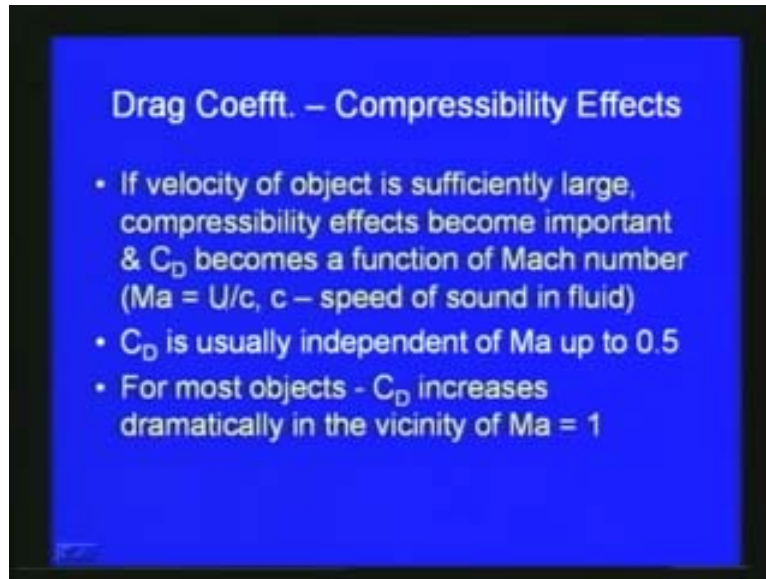 Drag Coefft. – Compressibility Effects
• If velocity of object is sufficiently large,
compressibility effects become important
& C_D becomes a function of Mach number
(Ma = U/c, c – speed of sound in fluid)
• C_D is usually independent of Ma up to 0.5
• For most objects - C_D increases
dramatically in the vicinity of Ma = 1